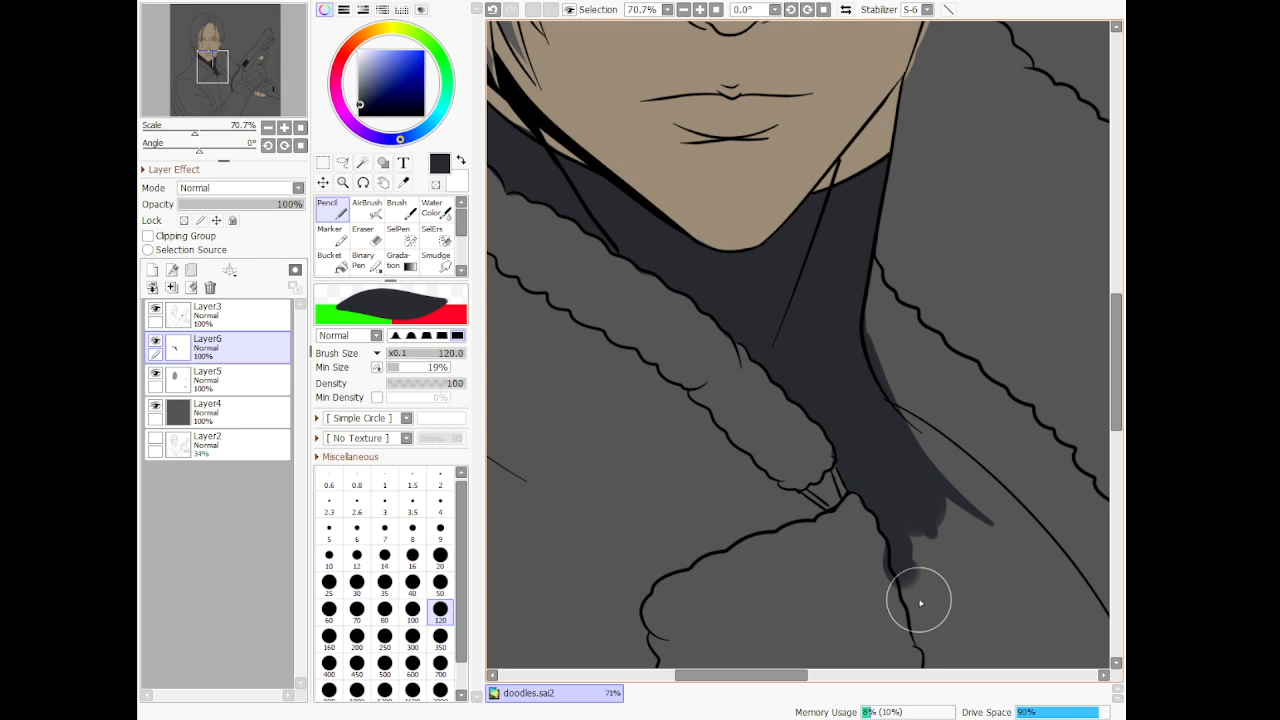 Selection 70.7% 0.0° Stabilizer S-6
Scale 70.7%
Angle 0°
Layer Effect
Mode Normal
Opacity 100%
Lock
Clipping Group
Selection Source
Layer3
Normal
100%
Layer6
Normal
100%
Layer5
Normal
100%
Layer4
Normal
100%
Layer2
Normal
34%
T
Pencil AirBrush Brush Water Color
Marker Eraser SelPen SelErs
Bucket Binary Pen Grada-tion Smudge
Normal
Brush Size x0.1 120.0
Min Size 19%
Density 100
Min Density 0%
[ Simple Circle ]
[ No Texture ]
Miscellaneous
0.6 0.8 1 1.5 2
2.3 2.6 3 3.5 4
5 6 7 8 9
10 12 14 16 20
25 30 35 40 50
60 70 80 100 120
160 200 250 300 350
400 450 500 600 700
doodles.sai2 71%
Memory Usage 8% (10%) Drive Space 90%